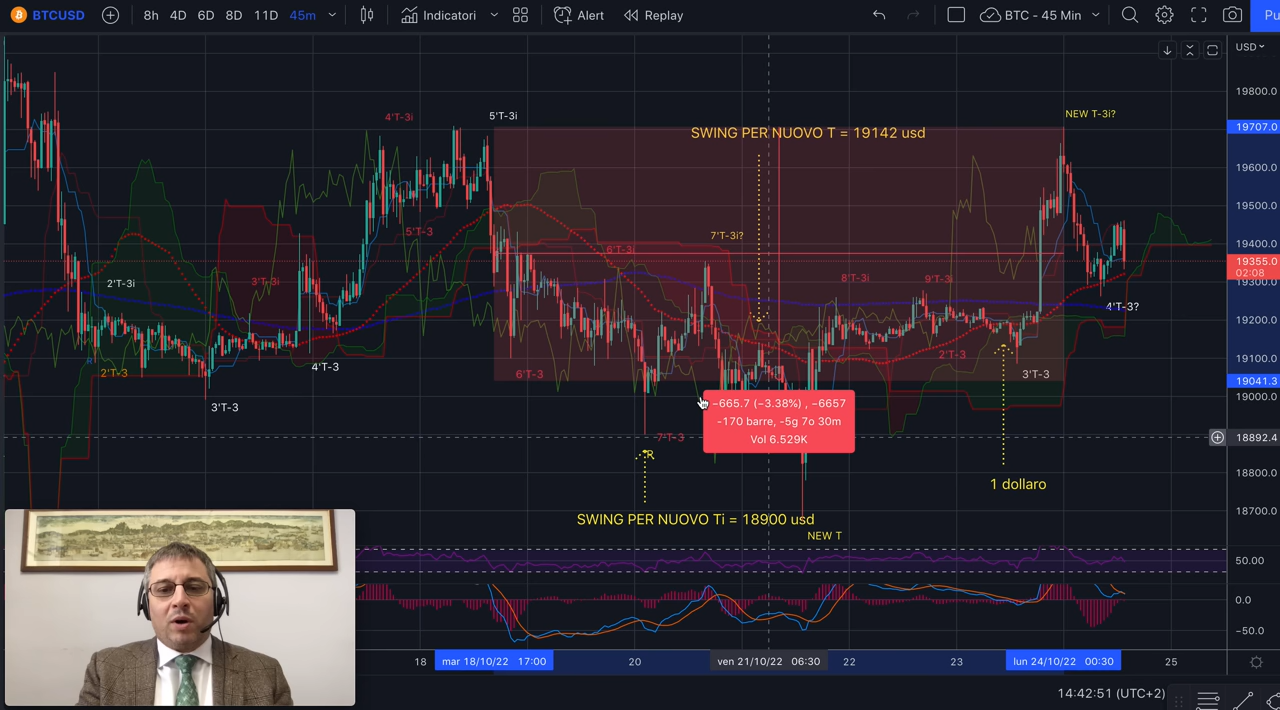 BTCUSD 8h 4D 6D 8D 11D 45m Indicatori Alert Replay BTC - 45 Min Pu
USD
19800.0
NEW T-3i?
4'T-3i
5'T-3i
19707.0
SWING PER NUOVO T = 19142 usd
19600.0
19500.0
5'T-3i
7'T-3i?
6'T-3i
19400.0
19355.0
02:08
8'T-3i
9'T-3i
2'T-3i
3'T-3i
19300.0
4'T-3?
19200.0
2'T-3
19100.0
4'T-3
2'T-3
6'T-3
3'T-3
19041.3
19000.0
3'T-3
−665.7 (−3.38%) , −6657
-170 barre, -5g 7o 30m
Vol 6.529K
7'T-3
18892.4
R
18800.0
1 dollaro
18700.0
SWING PER NUOVO Ti = 18900 usd
NEW T
50.00
0.0
−50.0
18 mar 18/10/22 17:00 20 ven 21/10/22 06:30 22 23 lun 24/10/22 00:30 25
14:42:51 (UTC+2)